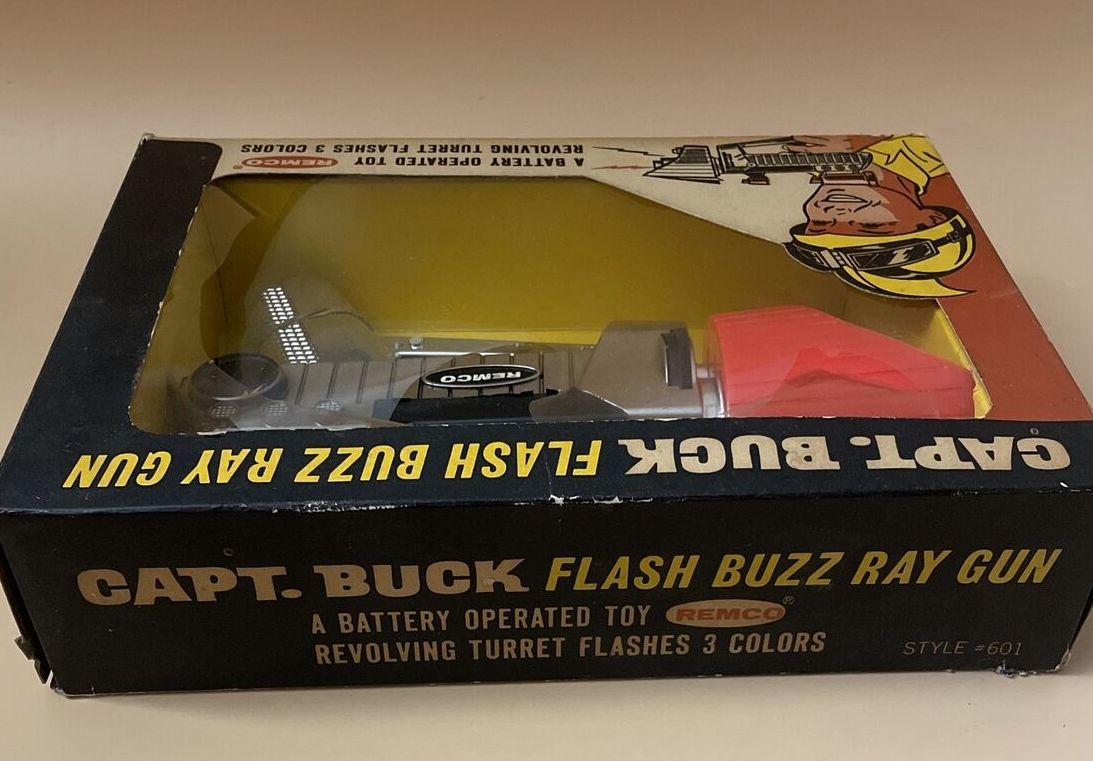 A BATTERY OPERATED TOY
REVOLVING TURRET FLASHES 3 COLORS REMCO®
REMCO
CAPT. BUCK FLASH BUZZ RAY GUN
CAPT. BUCK FLASH BUZZ RAY GUN
A BATTERY OPERATED TOY REMCO®
REVOLVING TURRET FLASHES 3 COLORS
STYLE #601